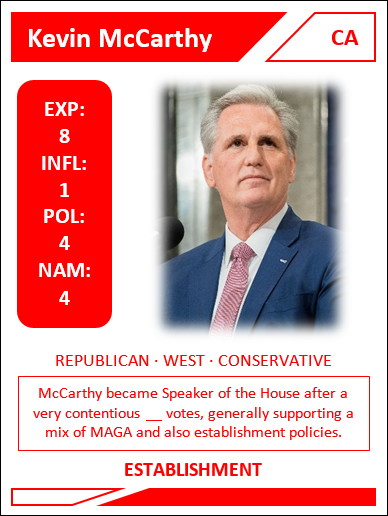 Kevin McCarthy
CA
EXP:
8
INFL:
1
POL:
4
NAM:
4
REPUBLICAN · WEST · CONSERVATIVE
McCarthy became Speaker of the House after a
very contentious __ votes, generally supporting a
mix of MAGA and also establishment policies.
ESTABLISHMENT